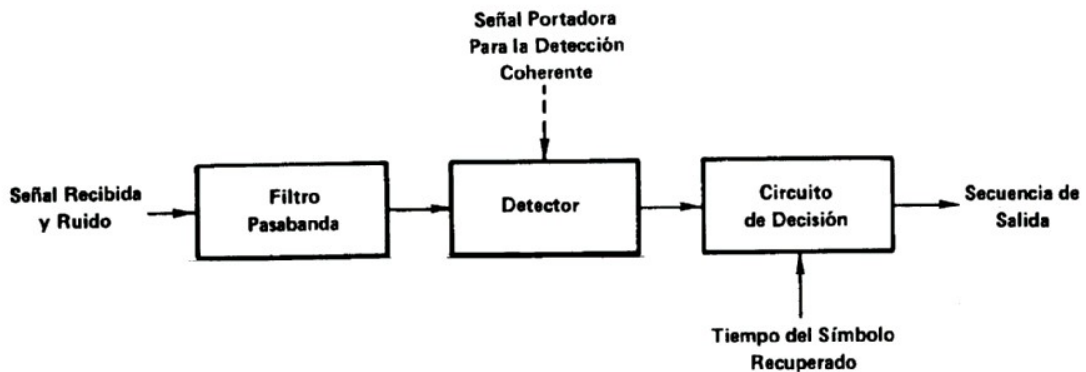 Señal Portadora
Para la Detección
Coherente
Señal Recibida
y Ruido
Filtro
Pasabanda
Detector
Circuito
de Decisión
Secuencia de
Salida
Tiempo del Símbolo
Recuperado